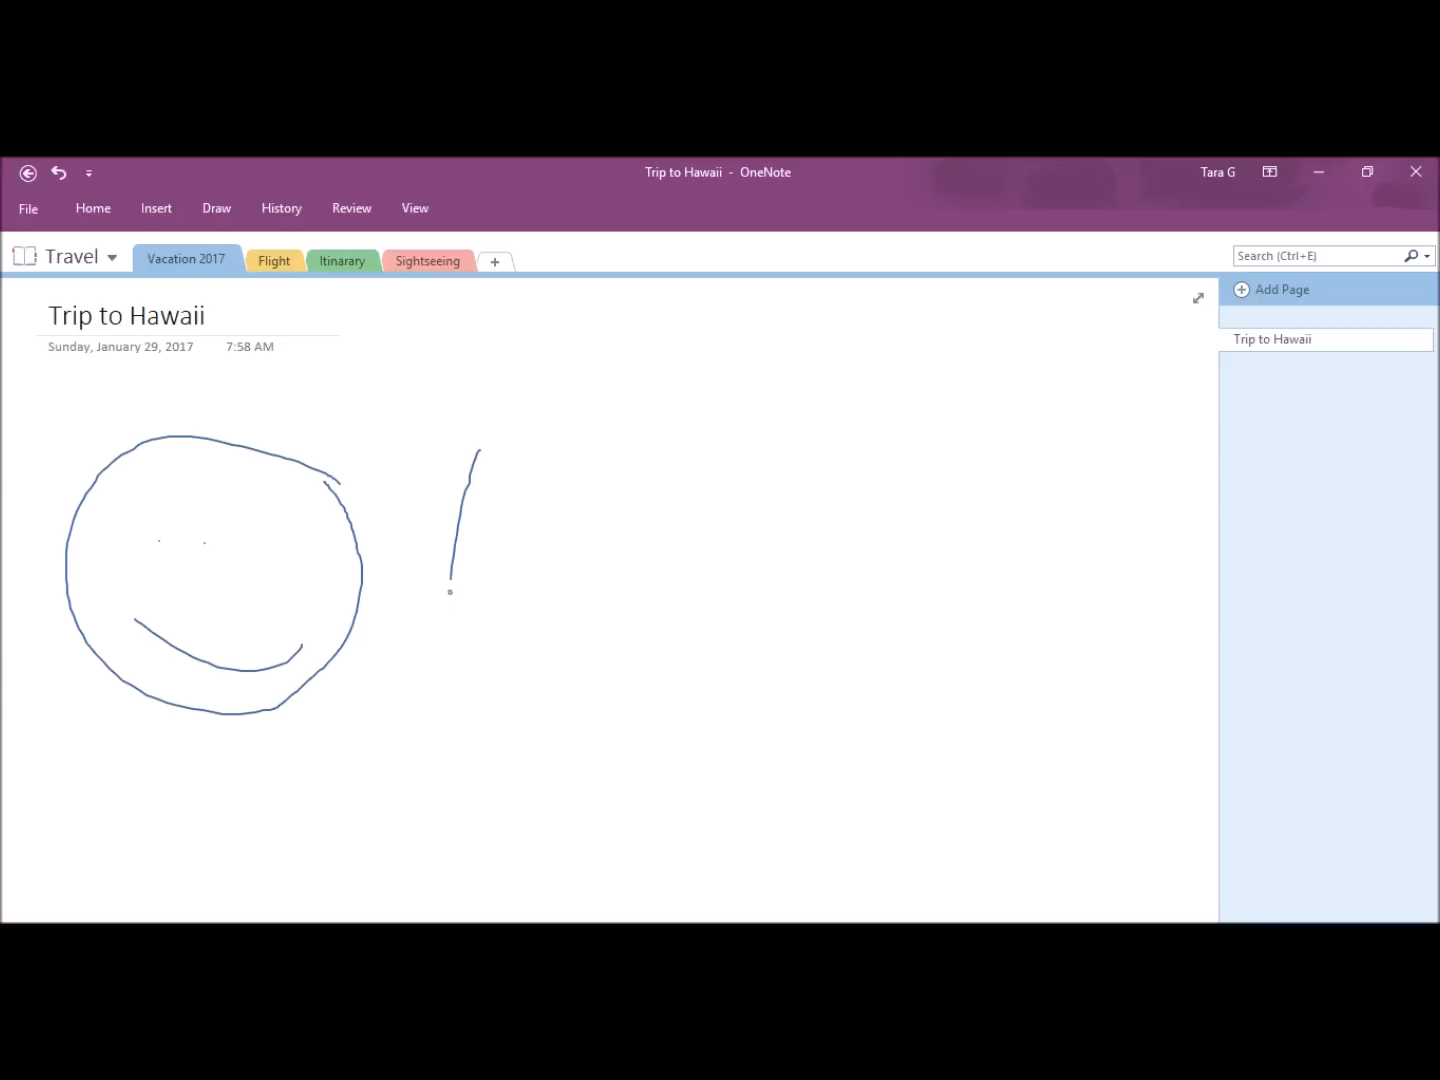 Trip to Hawaii - OneNote
Tara G
File Home Insert Draw History Review View
Travel
Vacation 2017
Flight
Itinarary
Sightseeing
+
Search (Ctrl+E)
Trip to Hawaii
Add Page
Sunday, January 29, 2017 7:58 AM
Trip to Hawaii
!